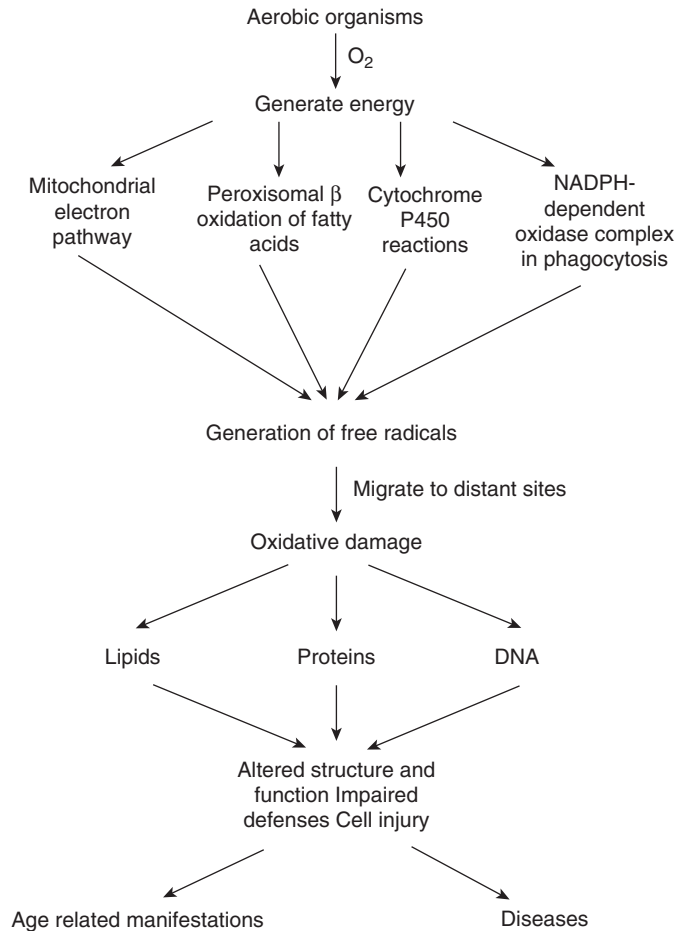 Aerobic organisms
O2
Generate energy
Mitochondrial
electron
pathway
Peroxisomal β
oxidation of fatty
acids
Cytochrome
P450
reactions
NADPH-
dependent
oxidase complex
in phagocytosis
Generation of free radicals
Migrate to distant sites
Oxidative damage
Lipids
Proteins
DNA
Altered structure and
function Impaired
defenses Cell injury
Age related manifestations
Diseases